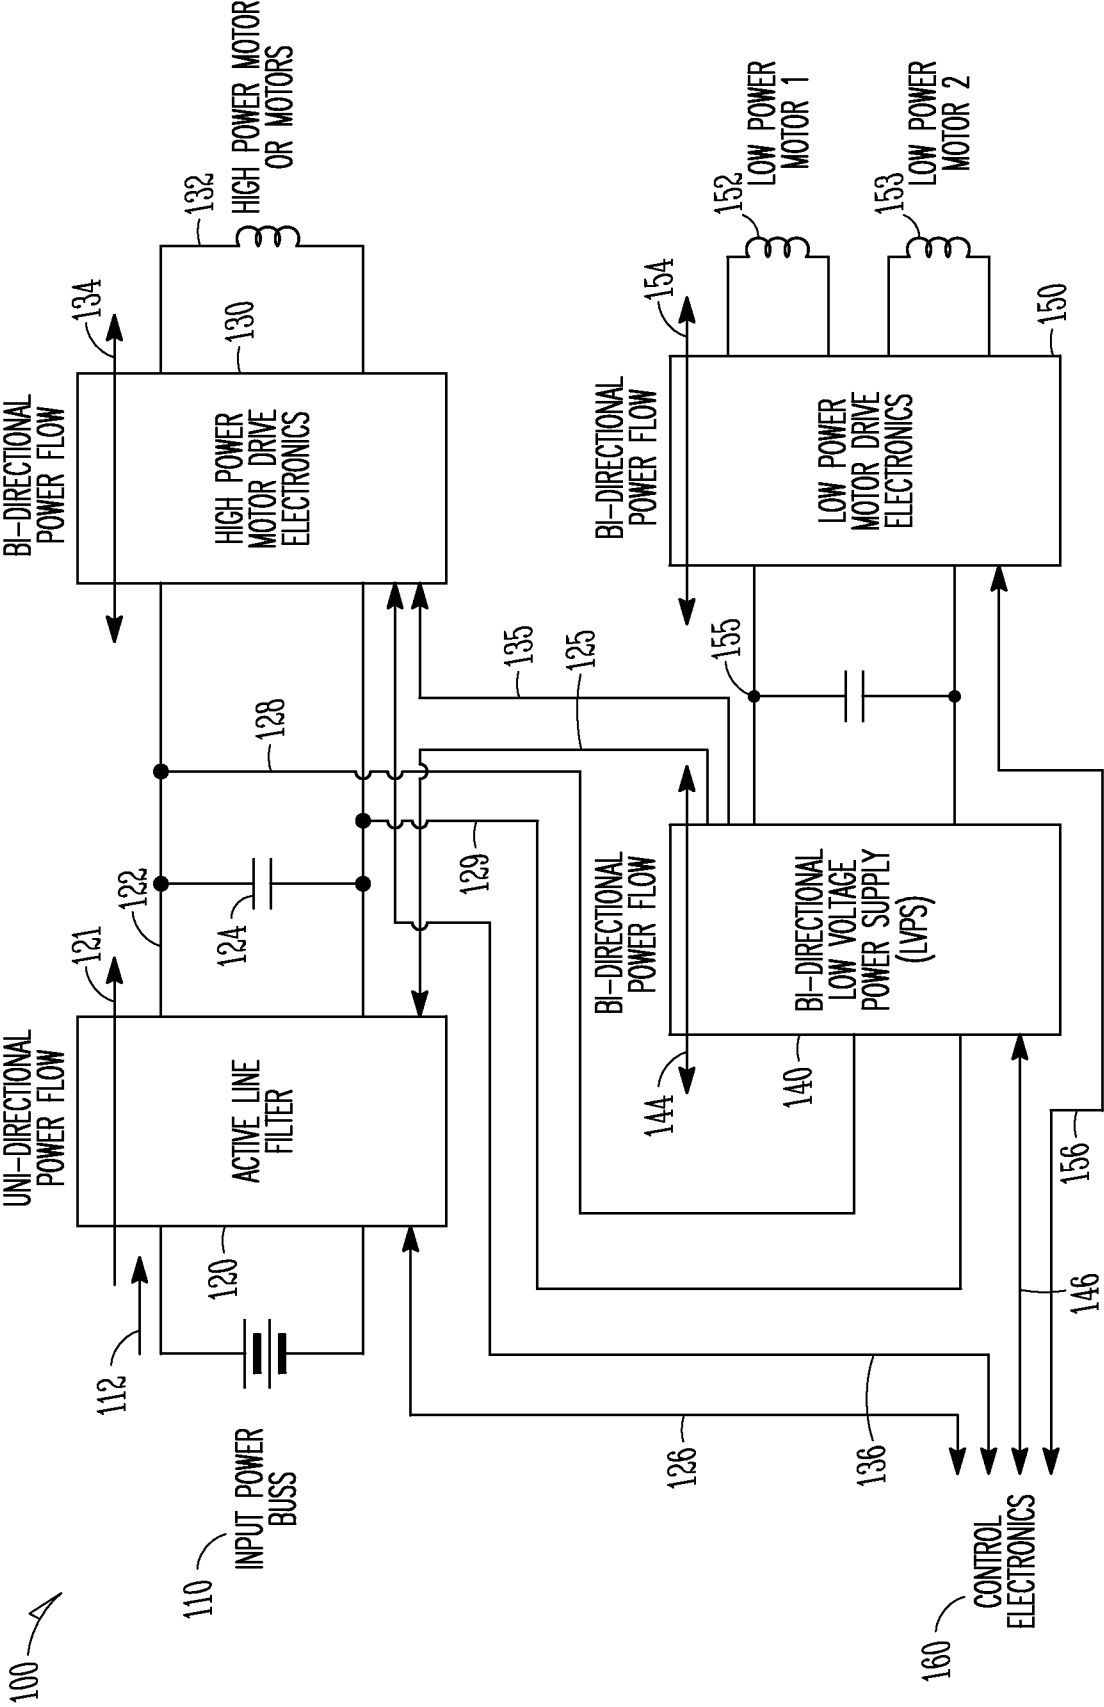 100
110
INPUT POWER
BUSS
112
UNI-DIRECTIONAL
POWER FLOW
121
120
ACTIVE LINE
FILTER
122
124
128
129
BI-DIRECTIONAL
POWER FLOW
134
130
HIGH POWER
MOTOR DRIVE
ELECTRONICS
132
HIGH POWER MOTOR
OR MOTORS
135
125
126
136
BI-DIRECTIONAL
POWER FLOW
144
140
BI-DIRECTIONAL
LOW VOLTAGE
POWER SUPPLY
(LVPS)
155
BI-DIRECTIONAL
POWER FLOW
154
150
LOW POWER
MOTOR DRIVE
ELECTRONICS
152
LOW POWER
MOTOR 1
153
LOW POWER
MOTOR 2
146
156
160
CONTROL
ELECTRONICS